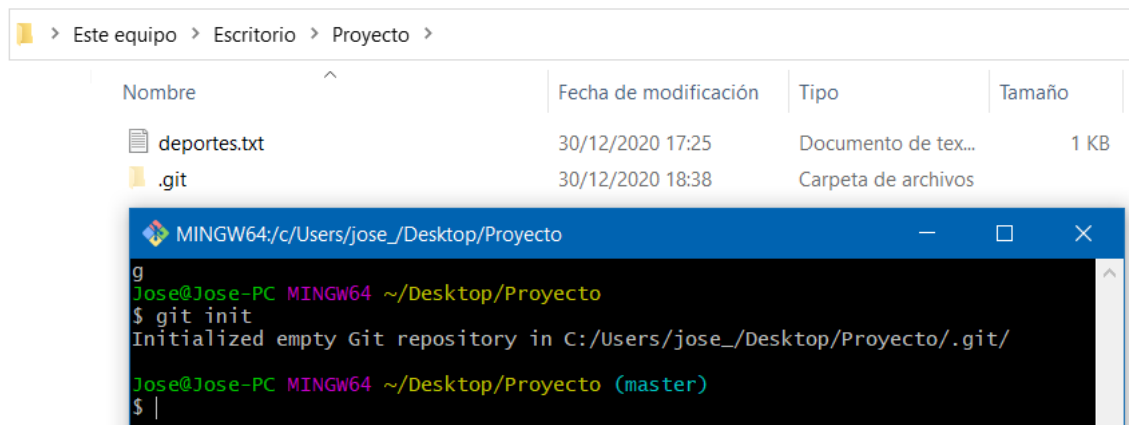 > Este equipo > Escritorio > Proyecto >
Nombre Fecha de modificación Tipo Tamaño
deportes.txt 30/12/2020 17:25 Documento de tex... 1 KB
.git 30/12/2020 18:38 Carpeta de archivos
MINGW64:/c/Users/jose_/Desktop/Proyecto
g
Jose@Jose-PC MINGW64 ~/Desktop/Proyecto
$ git init
Initialized empty Git repository in C:/Users/jose_/Desktop/Proyecto/.git/
Jose@Jose-PC MINGW64 ~/Desktop/Proyecto (master)
$